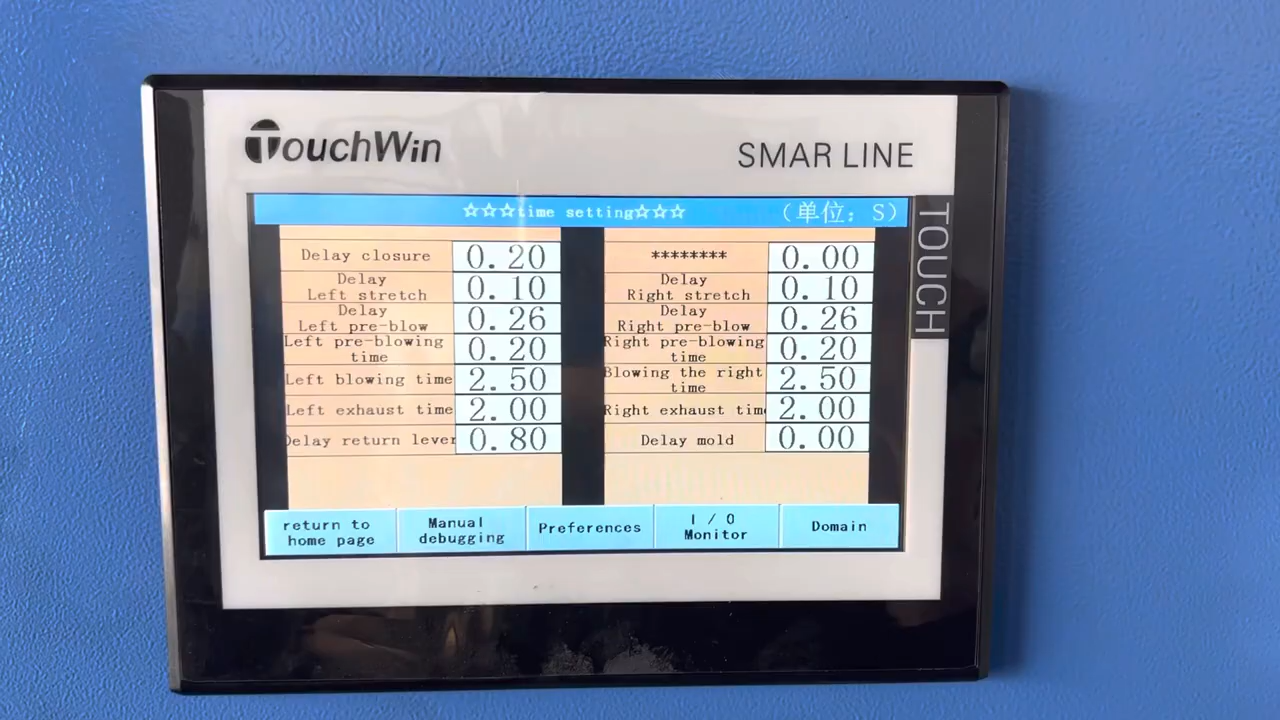 TouchWin
SMAR LINE
TOUCH
☆☆☆time setting☆☆☆ (单位: S)
Delay closure 0.20
Delay
Left stretch 0.10
Delay
Left pre-blow 0.26
Left pre-blowing
time 0.20
Left blowing time 2.50
Left exhaust time 2.00
Delay return lever 0.80
******** 0.00
Delay
Right stretch 0.10
Delay
Right pre-blow 0.26
Right pre-blowing
time 0.20
Blowing the right
time 2.50
Right exhaust tim 2.00
Delay mold 0.00
return to
home page
Manual
debugging
Preferences
I / O
Monitor
Domain